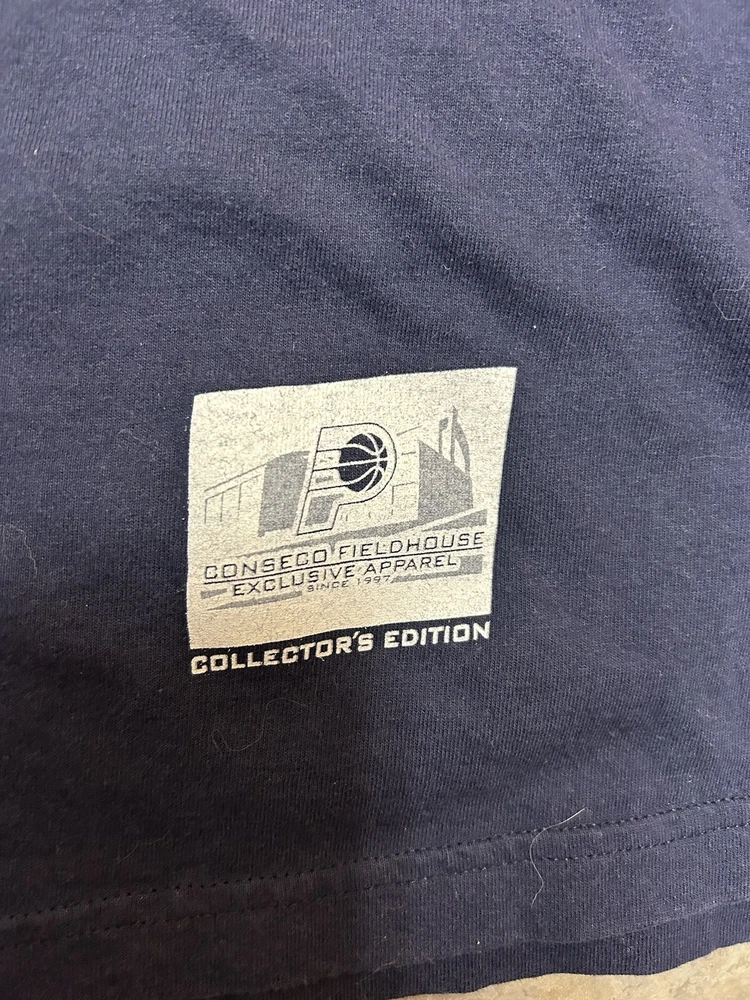 P
CONSECO FIELDHOUSE
EXCLUSIVE APPAREL
SINCE 1997
COLLECTOR'S EDITION